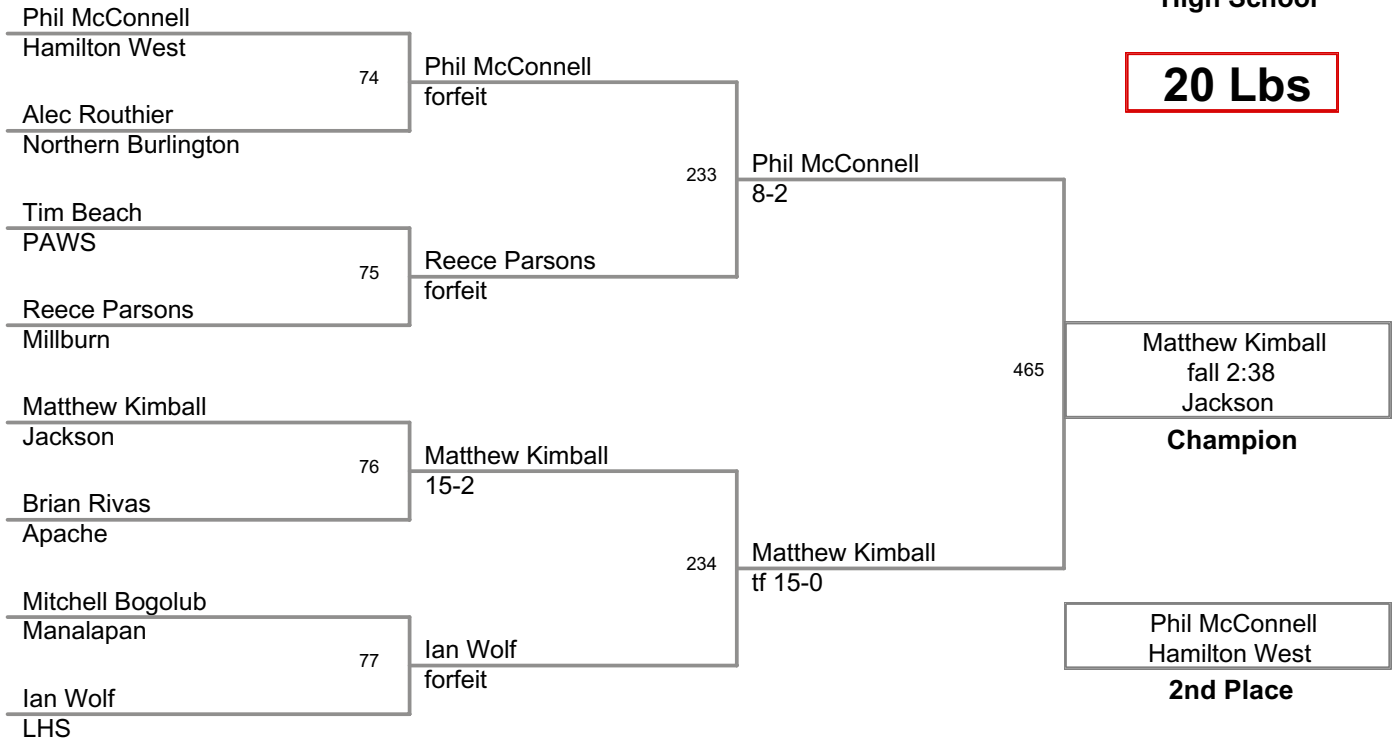 High School
20 Lbs
Phil McConnell
Hamilton West
74
Alec Routhier
Northern Burlington
Tim Beach
PAWS
75
Reece Parsons
Millburn
Matthew Kimball
Jackson
76
Brian Rivas
Apache
Mitchell Bogolub
Manalapan
77
Ian Wolf
LHS
Phil McConnell
forfeit
233
Reece Parsons
forfeit
Matthew Kimball
15-2
234
Ian Wolf
forfeit
Phil McConnell
8-2
465
Matthew Kimball
tf 15-0
Matthew Kimball
fall 2:38
Jackson
Champion
Phil McConnell
Hamilton West
2nd Place